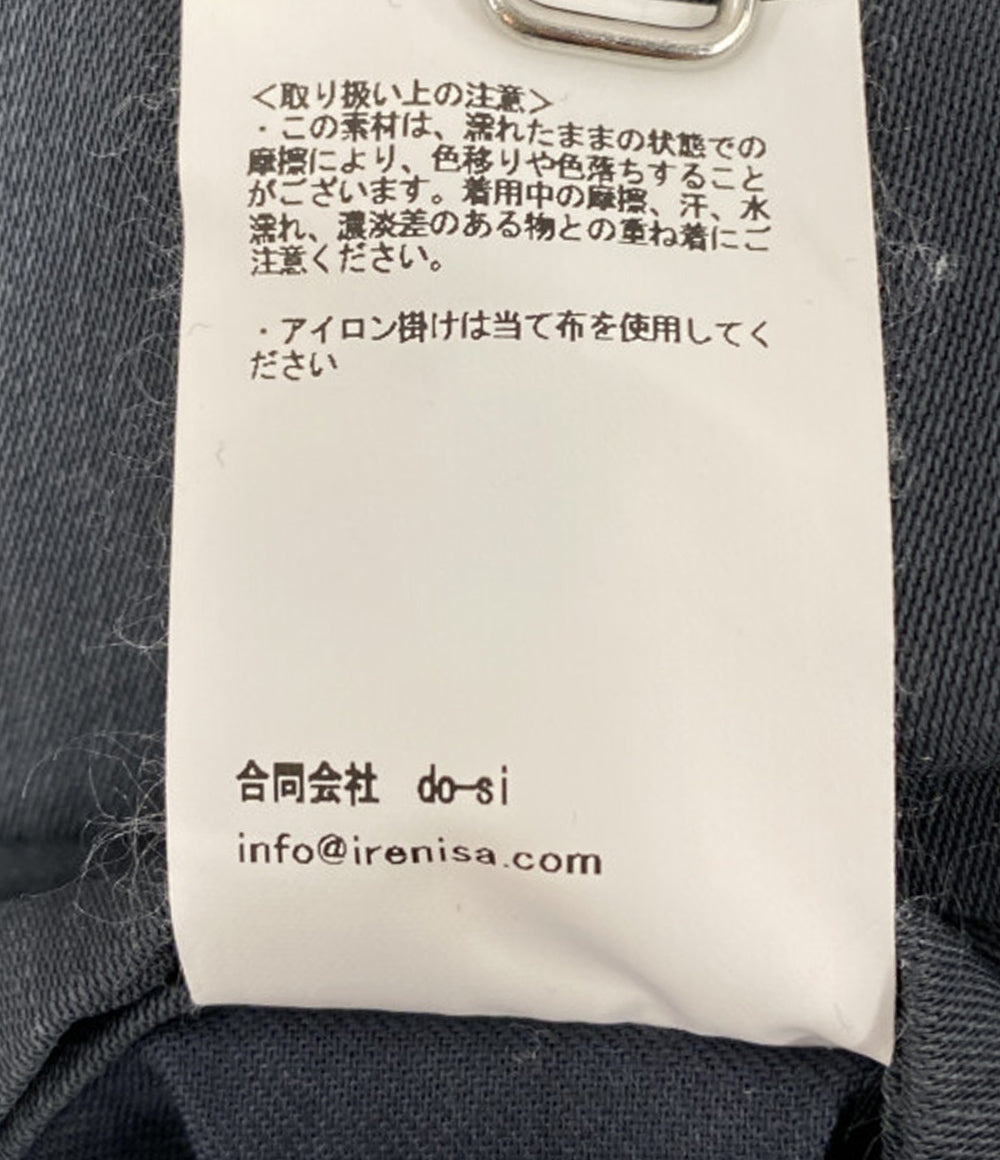 <取り扱い上の注意>
・この素材は、濡れたままの状態での
摩擦により、色移りや色落ちすること
がございます。着用中の摩擦、汗、水
濡れ、濃淡差のある物との重ね着にご
注意ください。
・アイロン掛けは当て布を使用してく
ださい
合同会社　do-si
info@irenisa.com